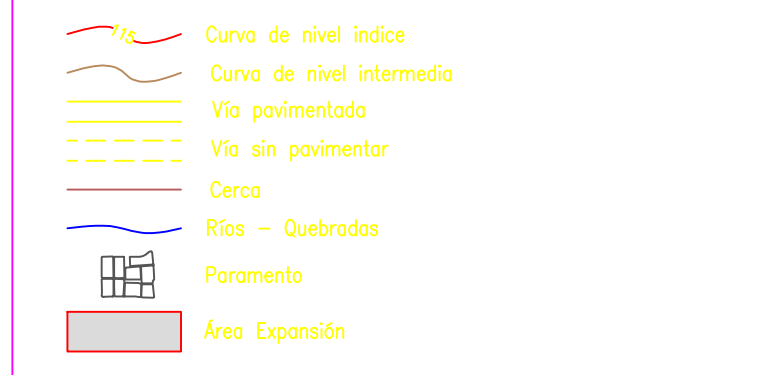 115
Curva de nivel indice
Curva de nivel intermedia
Vía pavimentada
Vía sin pavimentar
Cerca
Ríos - Quebradas
Paramento
Área Expansión